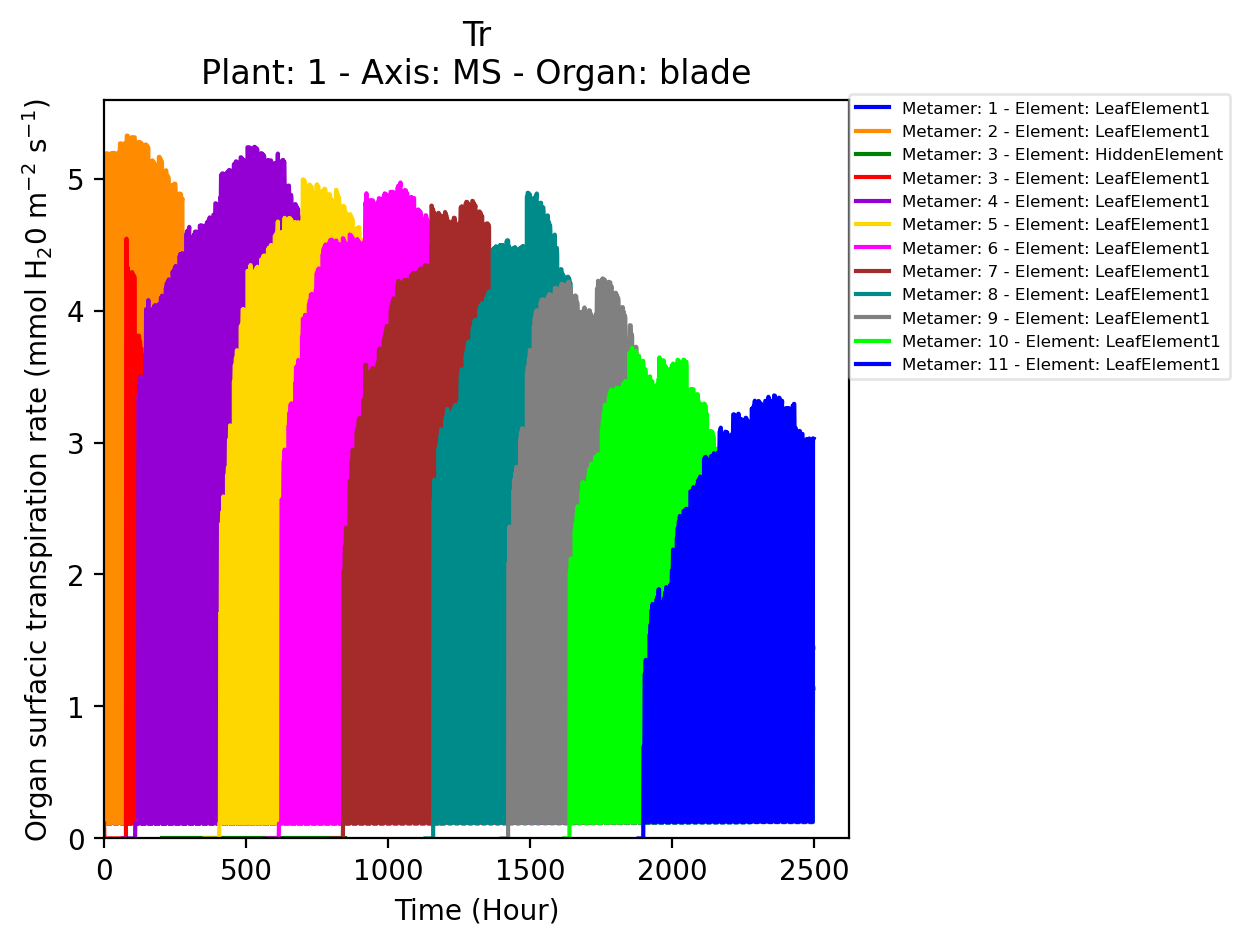 Tr
Plant: 1 - Axis: MS - Organ: blade
Organ surfacic transpiration rate (mmol H₂0 m⁻² s⁻¹)
5
4
3
2
1
0
0 500 1000 1500 2000 2500
Time (Hour)
Metamer: 1 - Element: LeafElement1
Metamer: 2 - Element: LeafElement1
Metamer: 3 - Element: HiddenElement
Metamer: 3 - Element: LeafElement1
Metamer: 4 - Element: LeafElement1
Metamer: 5 - Element: LeafElement1
Metamer: 6 - Element: LeafElement1
Metamer: 7 - Element: LeafElement1
Metamer: 8 - Element: LeafElement1
Metamer: 9 - Element: LeafElement1
Metamer: 10 - Element: LeafElement1
Metamer: 11 - Element: LeafElement1